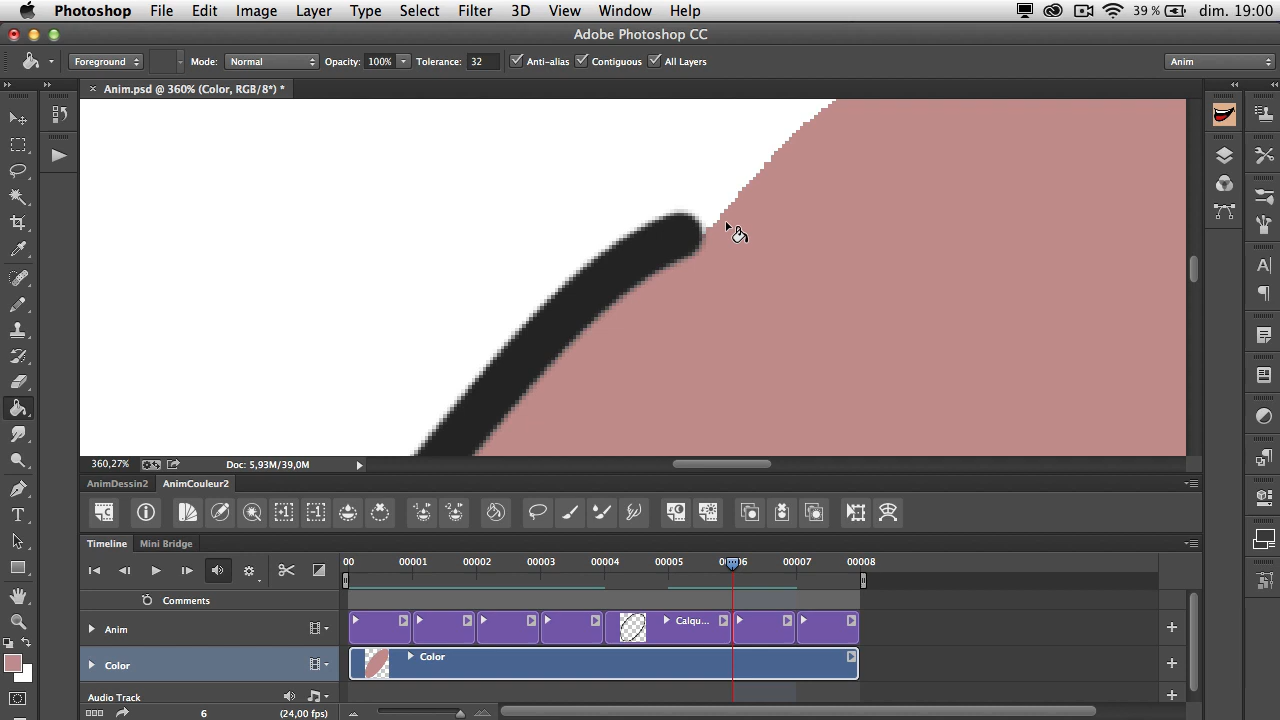 Photoshop File Edit Image Layer Type Select Filter 3D View Window Help 39 % dim. 19:00
Adobe Photoshop CC
Foreground Mode: Normal Opacity: 100% Tolerance: 32 Anti-alias Contiguous All Layers Anim
× Anim.psd @ 360% (Color, RGB/8*) *
360,27% Doc: 5,93M/39,0M
AnimDessin2 AnimCouleur2
Timeline Mini Bridge
00 00001 00002 00003 00004 00005 00007 00008
Comments
Anim Calqu...
Color Color
Audio Track
6 (24,00 fps)